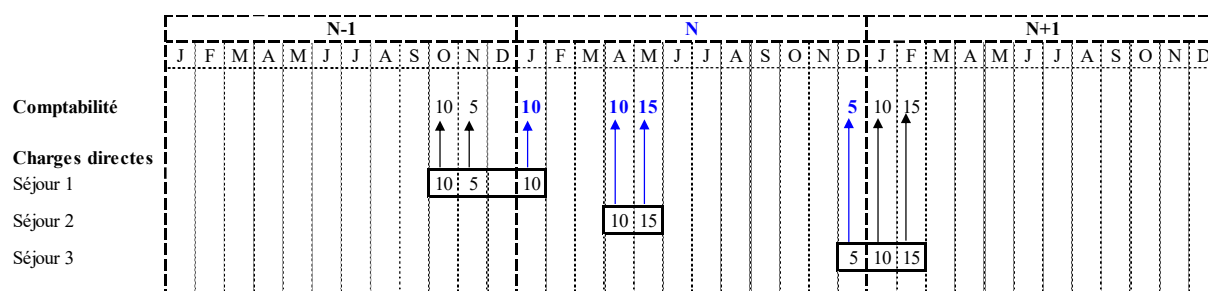 N-1 N N+1
J F M A M J J A S O N D J F M A M J J A S O N D J F M A M J J A S O N D
Comptabilité 10 5 10 10 15 5 10 15
Charges directes
Séjour 1 10 5 10
Séjour 2 10 15
Séjour 3 5 10 15